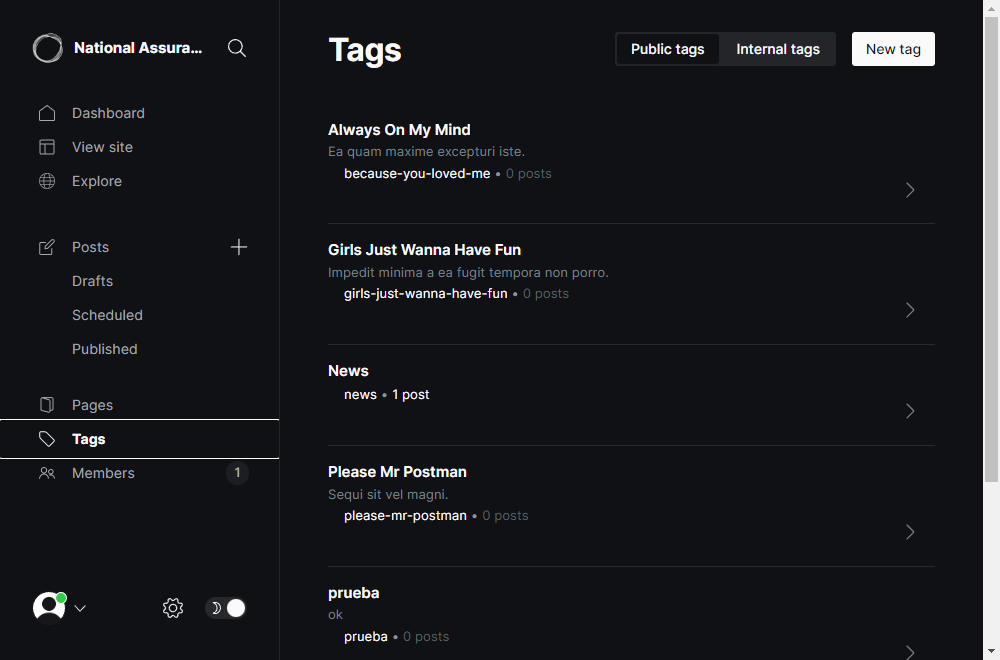 National Assura...
Dashboard
View site
Explore
Posts
Drafts
Scheduled
Published
Pages
Tags
Members
1
Tags
Public tags
Internal tags
New tag
Always On My Mind
Ea quam maxime excepturi iste.
because-you-loved-me • 0 posts
Girls Just Wanna Have Fun
Impedit minima a ea fugit tempora non porro.
girls-just-wanna-have-fun • 0 posts
News
news • 1 post
Please Mr Postman
Sequi sit vel magni.
please-mr-postman • 0 posts
prueba
ok
prueba • 0 posts